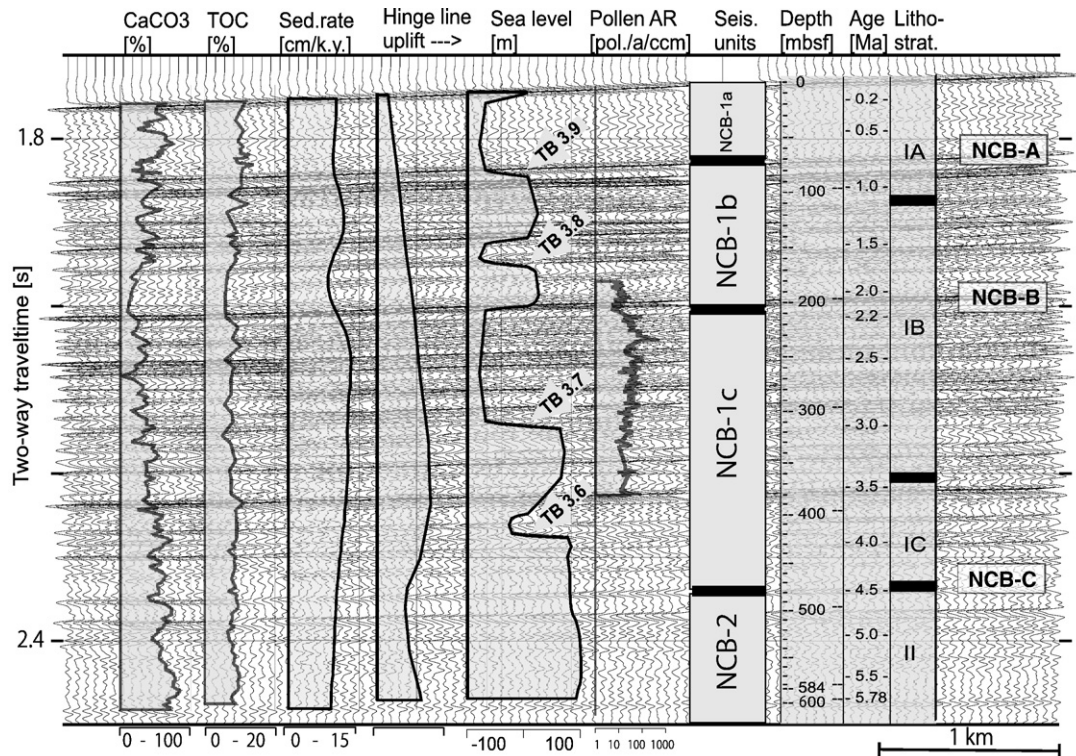 CaCO3 TOC Sed.rate Hinge line Sea level Pollen AR Seis. Depth Age Litho-
[%] [%] [cm/k.y.] uplift ---> [m] [pol./a/ccm] units [mbsf] [Ma] strat.
0
NCB-1a
- 0.2
TB 3.9
- 0.5
1.8
IA
NCB-A
100
- 1.0
NCB-1b
TB 3.8
- 1.5
- 2.0
NCB-B
200
- 2.2
IB
Two-way traveltime [s]
- 2.5
TB 3.7
NCB-1c
300
- 3.0
- 3.5
TB 3.6
400
- 4.0
IC
NCB-C
- 4.5
500
2.4
NCB-2
- 5.0
II
- 5.5
584
5.78
600
0 - 100 0 - 20 0 - 15 -100 100 1 10 100 1000
1 km